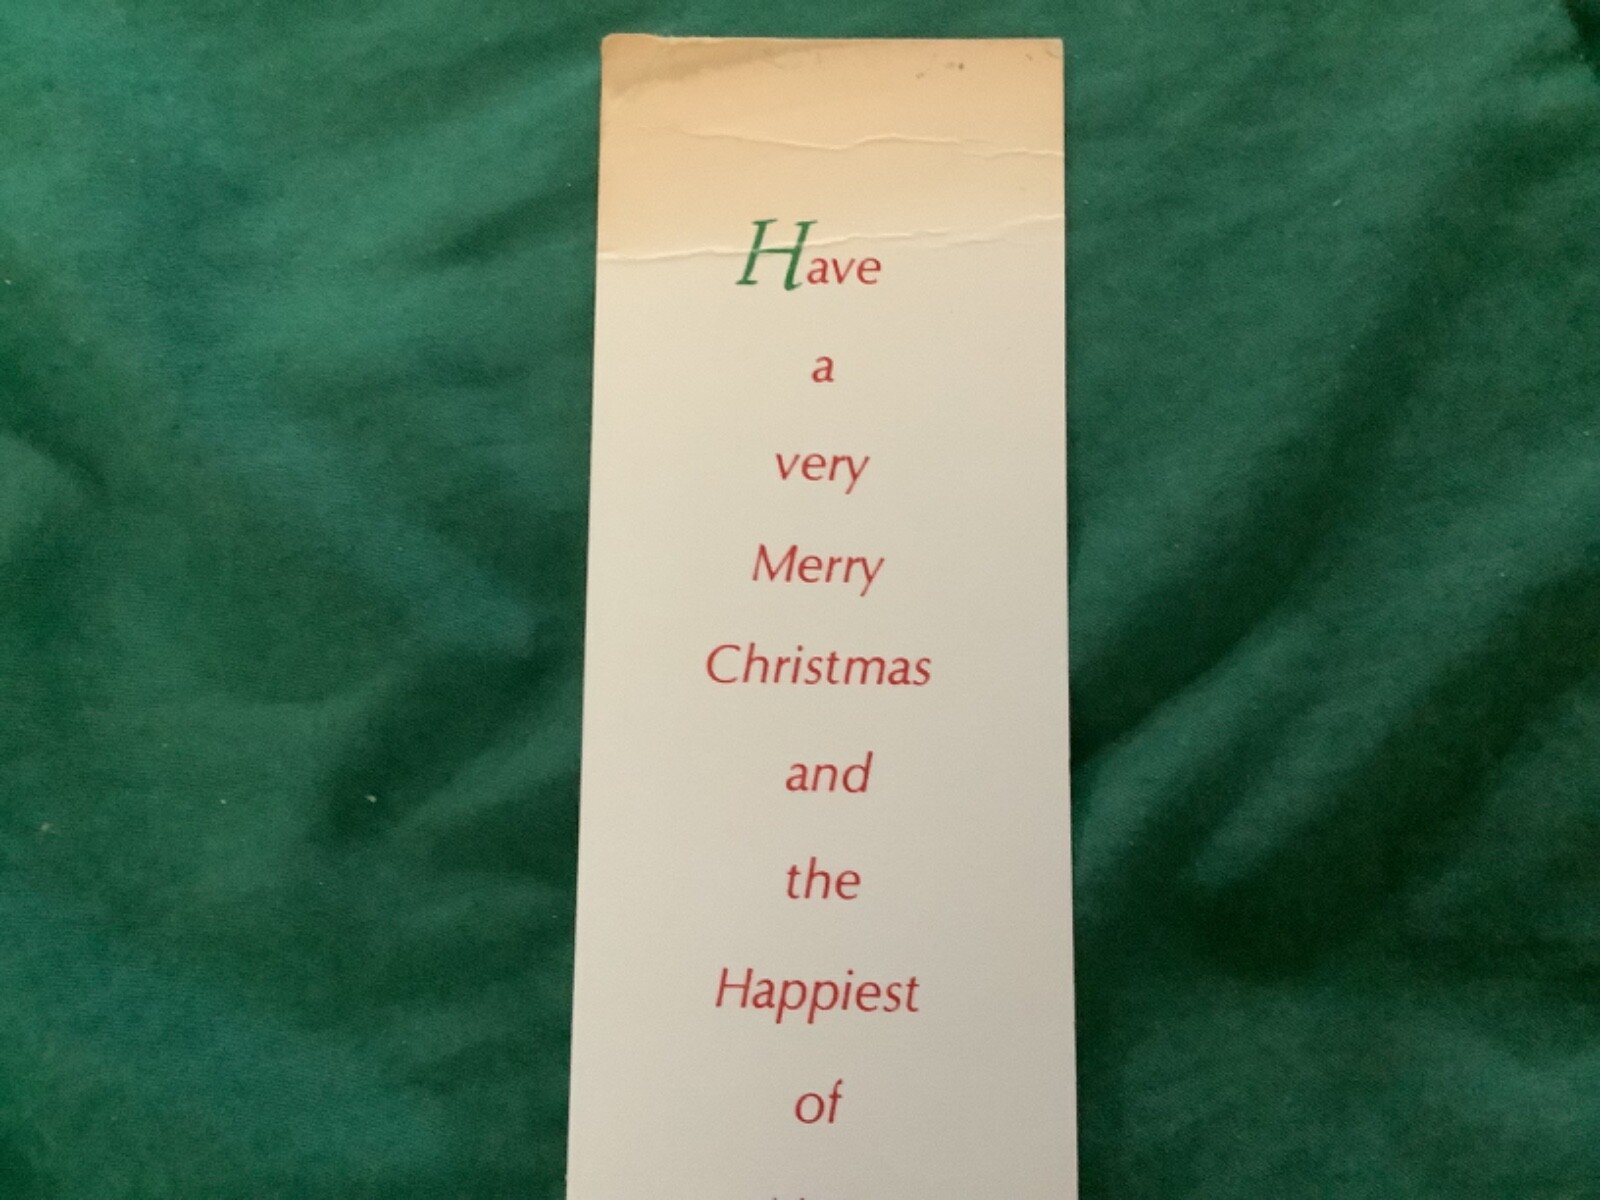 Have
a
very
Merry
Christmas
and
the
Happiest
of